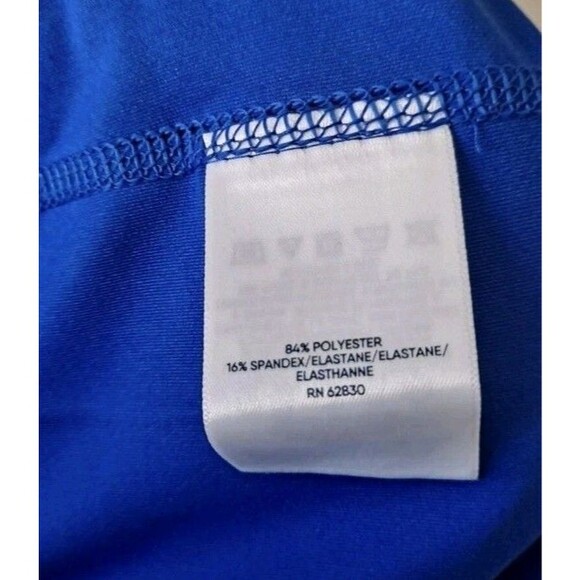 84% POLYESTER
16% SPANDEX/ELASTANE/ELASTANE/
ELASTHANNE
RN 62830